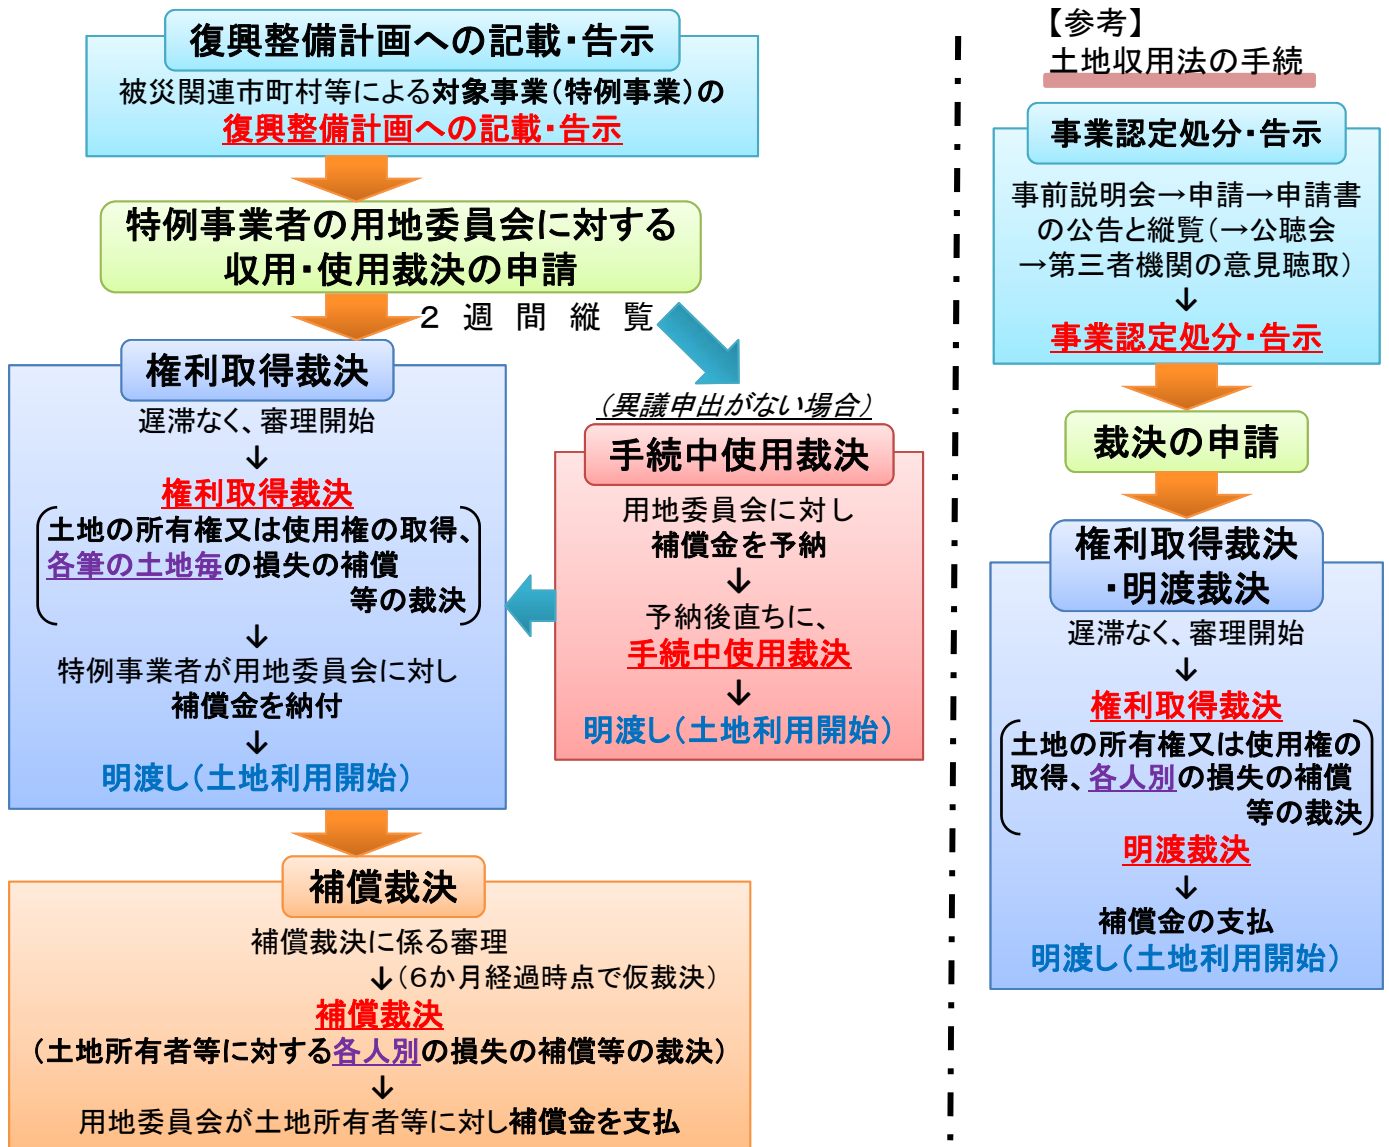 復興整備計画への記載・告示
被災関連市町村等による対象事業（特例事業）の
復興整備計画への記載・告示
特例事業者の用地委員会に対する
収用・使用裁決の申請
２週間縦覧
権利取得裁決
遅滞なく、審理開始
↓
権利取得裁決
土地の所有権又は使用権の取得、
各筆の土地毎の損失の補償
等の裁決
↓
特例事業者が用地委員会に対し
補償金を納付
↓
明渡し（土地利用開始）
（異議申出がない場合）
手続中使用裁決
用地委員会に対し
補償金を予納
↓
予納後直ちに、
手続中使用裁決
↓
明渡し（土地利用開始）
補償裁決
補償裁決に係る審理
↓（６か月経過時点で仮裁決）
補償裁決
（土地所有者等に対する各人別の損失の補償等の裁決）
↓
用地委員会が土地所有者等に対し補償金を支払
【参考】
土地収用法の手続
事業認定処分・告示
事前説明会→申請→申請書
の公告と縦覧（→公聴会
→第三者機関の意見聴取）
↓
事業認定処分・告示
裁決の申請
権利取得裁決
・明渡裁決
遅滞なく、審理開始
↓
権利取得裁決
土地の所有権又は使用権の
取得、各人別の損失の補償
等の裁決
明渡裁決
↓
補償金の支払
明渡し（土地利用開始）